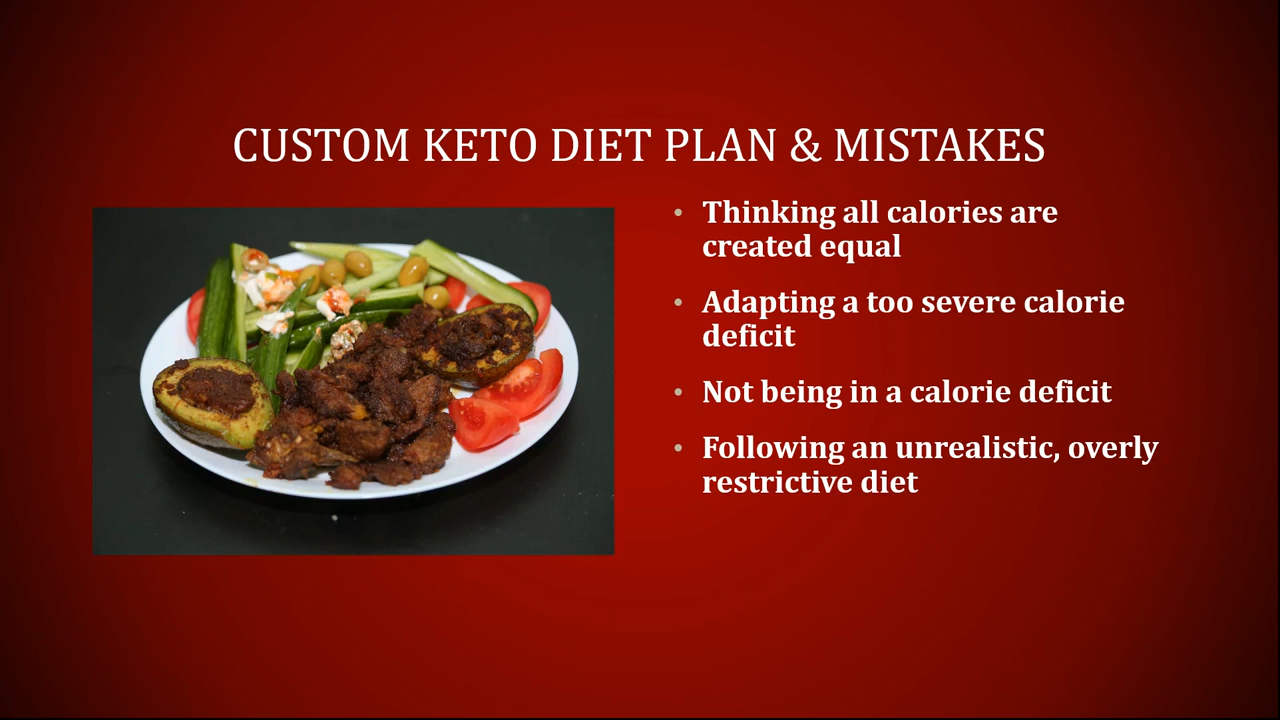 CUSTOM KETO DIET PLAN & MISTAKES
• Thinking all calories are
created equal
• Adapting a too severe calorie
deficit
• Not being in a calorie deficit
• Following an unrealistic, overly
restrictive diet